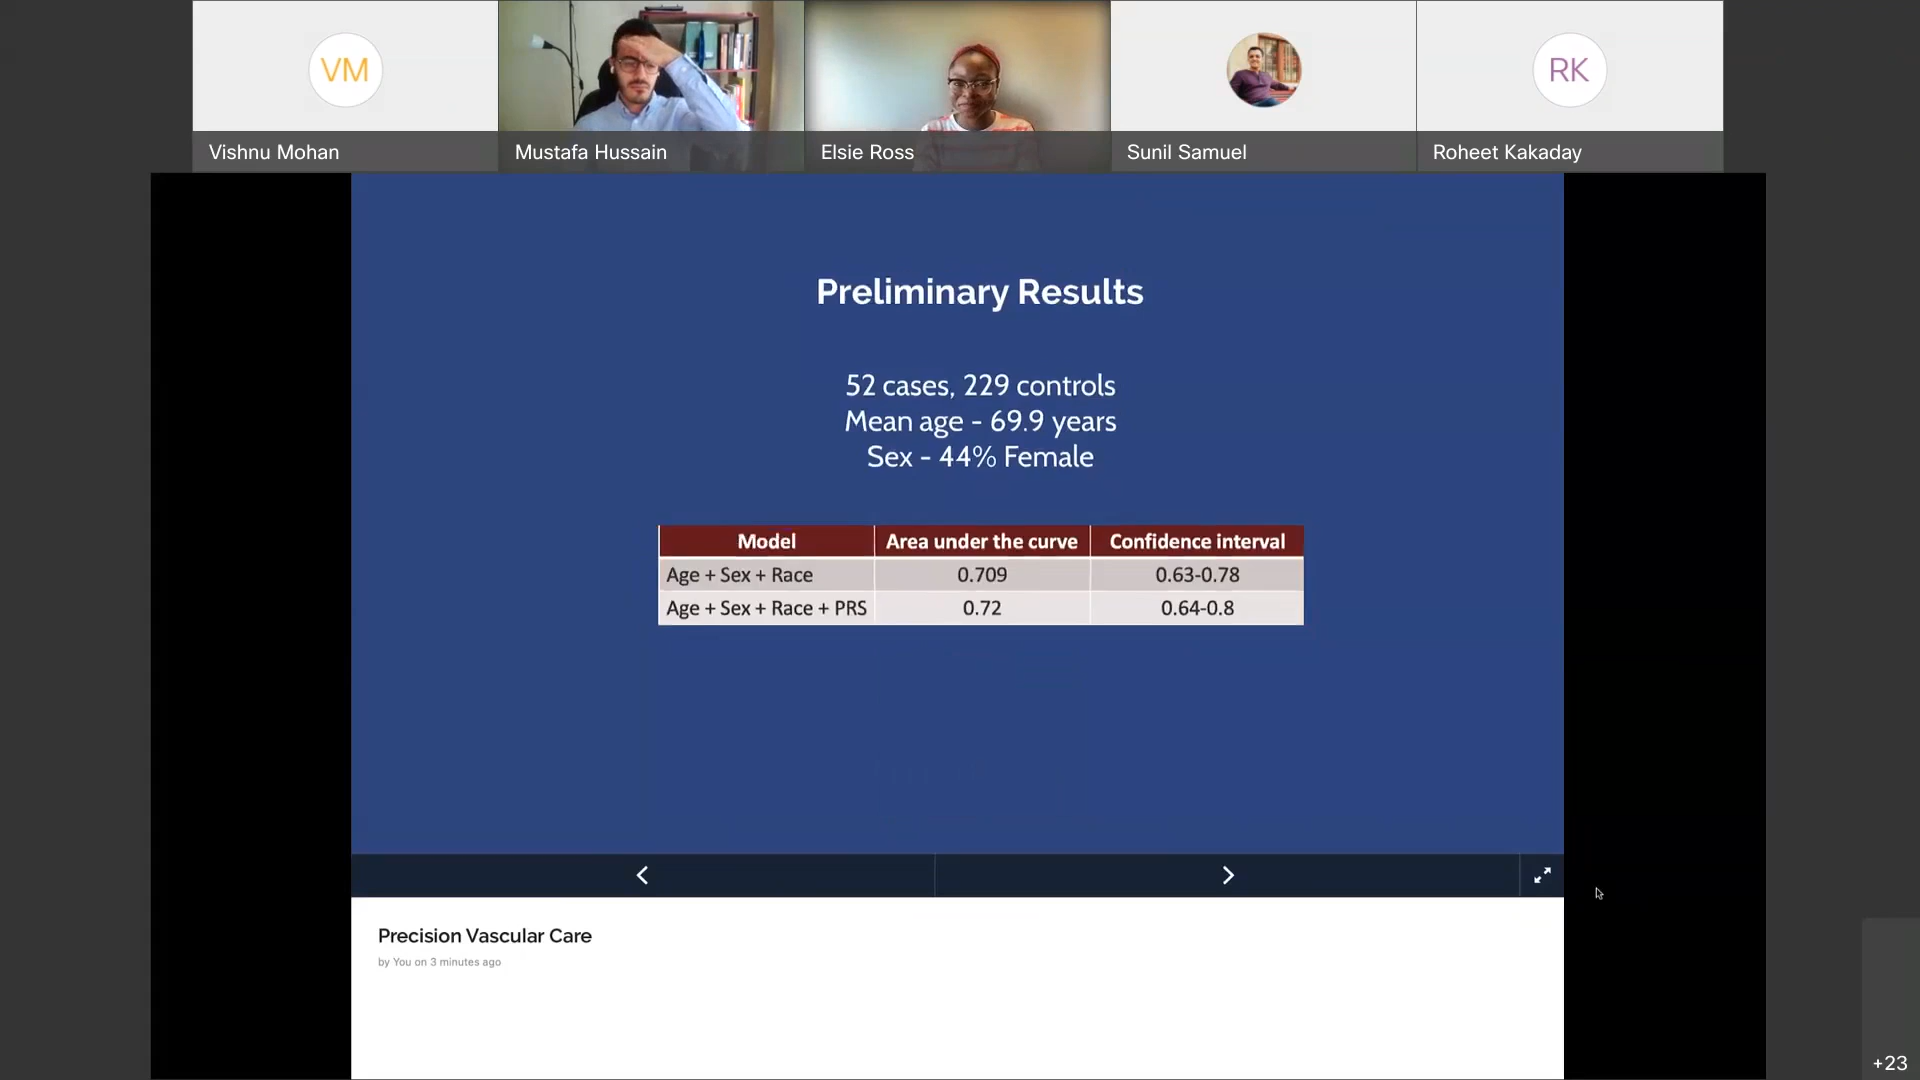 VM
RK
Vishnu Mohan
Mustafa Hussain
Elsie Ross
Sunil Samuel
Roheet Kakaday
Preliminary Results
52 cases, 229 controls
Mean age - 69.9 years
Sex - 44% Female
Model Area under the curve Confidence interval
Age + Sex + Race 0.709 0.63-0.78
Age + Sex + Race + PRS 0.72 0.64-0.8
Precision Vascular Care
by You on 3 minutes ago
+23